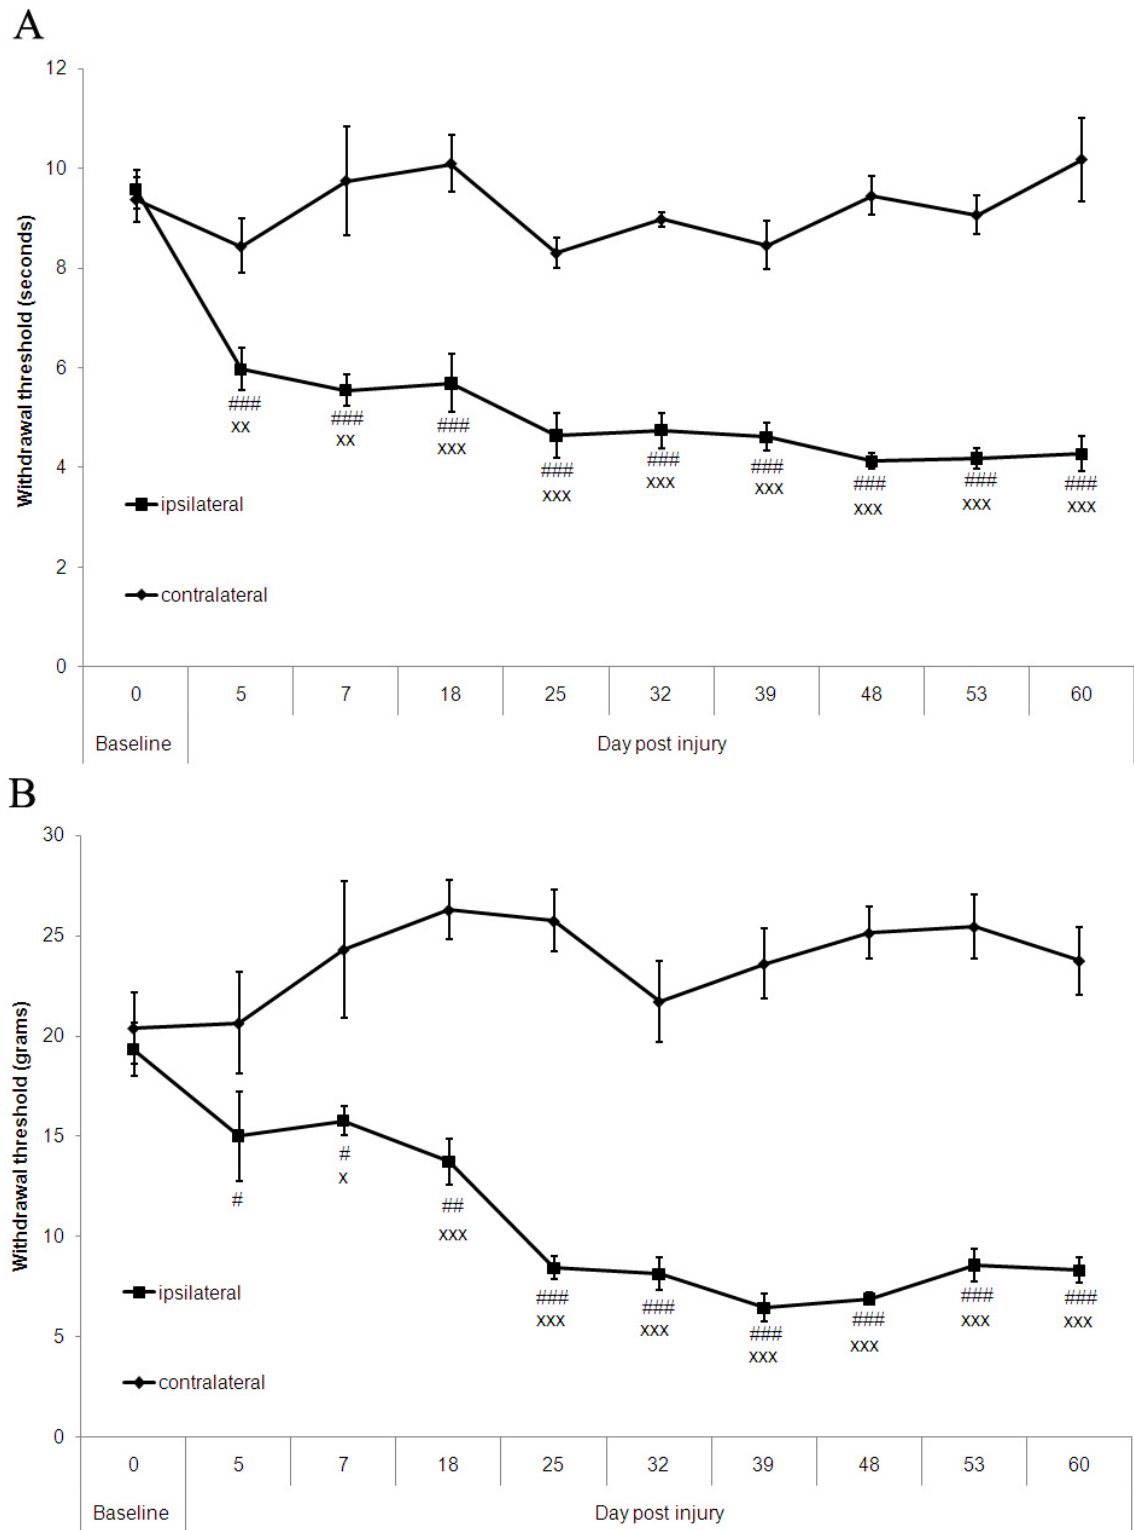 A
12
10
8
6
4
2
0
Withdrawal threshold (seconds)
### ### ### ### ### ### ### ### ###
xx xx xxx xxx xxx xxx xxx xxx xxx
ipsilateral
contralateral
0 5 7 18 25 32 39 48 53 60
Baseline Day post injury
B
30
25
20
15
10
5
0
Withdrawal threshold (grams)
# # ## ### ### ### ### ### ###
x xxx xxx xxx xxx xxx xxx xxx
ipsilateral
contralateral
0 5 7 18 25 32 39 48 53 60
Baseline Day post injury